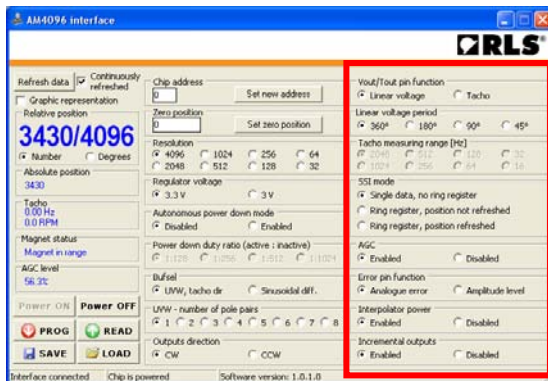 AM4096 interface
RLS®
Refresh data
Continuously refreshed
Graphic representation
Relative position
3430/4096
Number Degrees
Absolute position
3430
Tacho
0.00 Hz
0.0 RPM
Magnet status
Magnet in range
AGC level
56.3%
Power ON Power OFF
PROG READ
SAVE LOAD
Chip address
0 Set new address
Zero position
0 Set zero position
Resolution
4096 1024 256 64
2048 512 128 32
Regulator voltage
3.3 V 3 V
Autonomous power down mode
Disabled Enabled
Power down duty ratio (active : inactive)
1:128 1:256 1:512 1:1024
Bufsel
UVW, tacho dir Sinusoidal diff.
UVW - number of pole pairs
1 2 3 4 5 6 7 8
Outputs direction
CW CCW
Vout/Tout pin function
Linear voltage Tacho
Linear voltage period
360° 180° 90° 45°
Tacho measuring range [Hz]
2048 512 128 32
1024 256 64 16
SSI mode
Single data, no ring register
Ring register, position not refreshed
Ring register, position refreshed
AGC
Enabled Disabled
Error pin function
Analogue error Amplitude level
Interpolator power
Enabled Disabled
Incremental outputs
Enabled Disabled
Interface connected Chip is powered Software version: 1.0.1.0